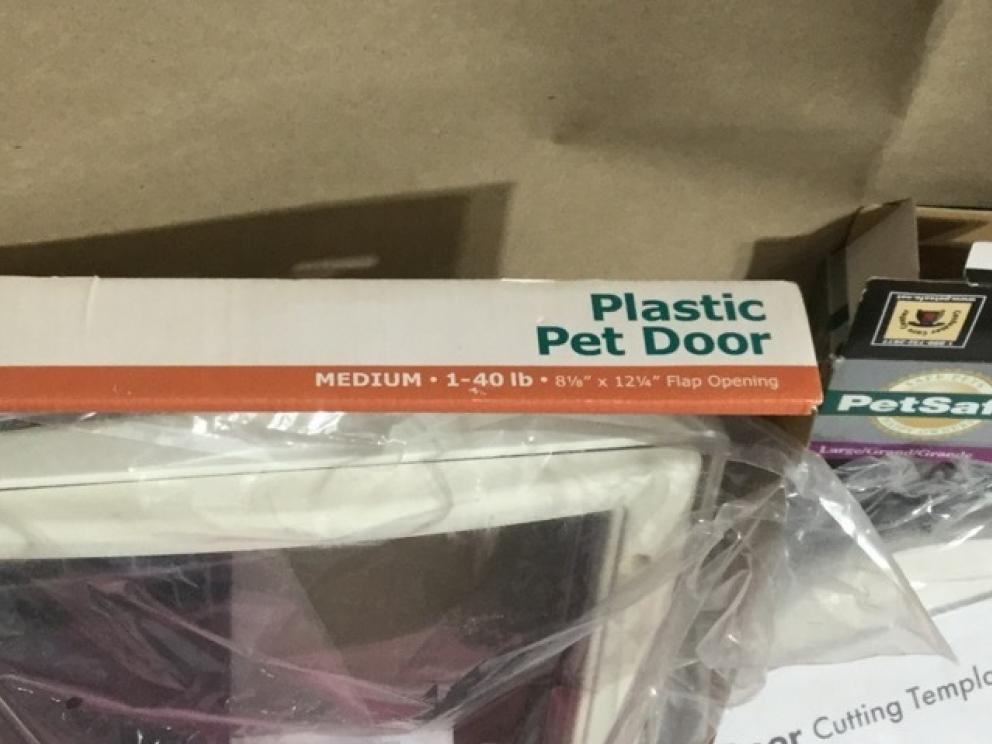 Plastic
Pet Door
MEDIUM • 1-40 lb • 8⅛" x 12¼" Flap Opening
PetSaf
Large/Grand/Grande
Cutting Templa